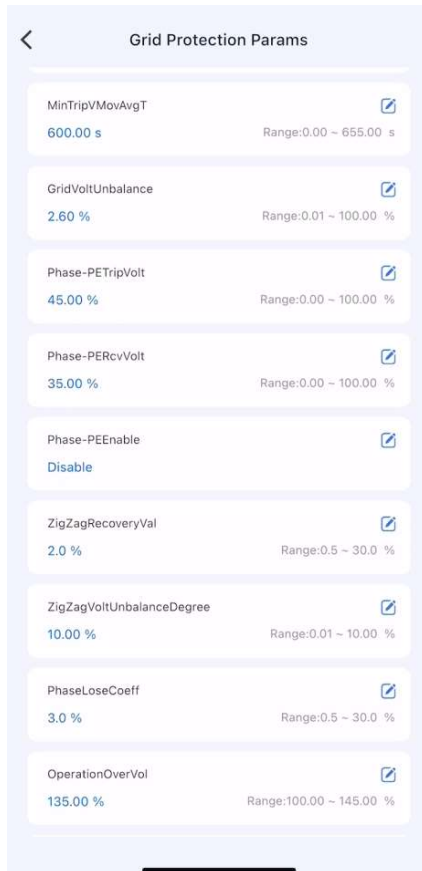 Grid Protection Params
MinTripVMovAvgT
600.00 s Range:0.00 ~ 655.00 s
GridVoltUnbalance
2.60 % Range:0.01 ~ 100.00 %
Phase-PETripVolt
45.00 % Range:0.00 ~ 100.00 %
Phase-PERcvVolt
35.00 % Range:0.00 ~ 100.00 %
Phase-PEEnable
Disable
ZigZagRecoveryVal
2.0 % Range:0.5 ~ 30.0 %
ZigZagVoltUnbalanceDegree
10.00 % Range:0.01 ~ 10.00 %
PhaseLoseCoeff
3.0 % Range:0.5 ~ 30.0 %
OperationOverVol
135.00 % Range:100.00 ~ 145.00 %